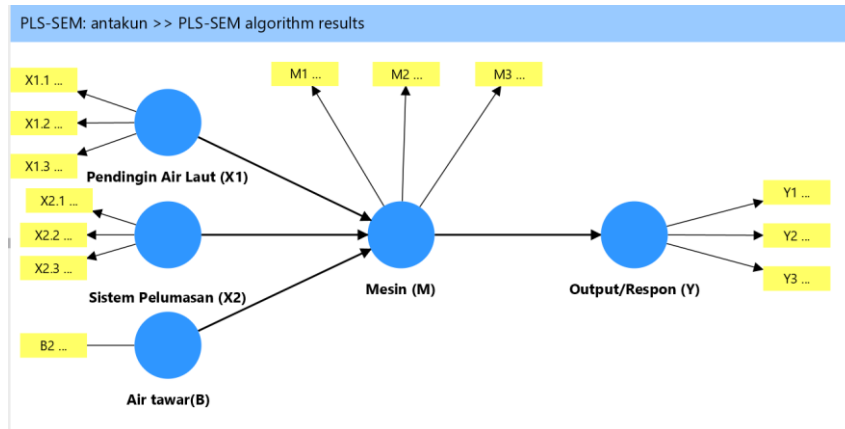 PLS-SEM: antakun >> PLS-SEM algorithm results
M1 ...
M2 ...
M3 ...
X1.1 ...
X1.2 ...
X1.3 ...
Pendingin Air Laut (X1)
X2.1 ...
X2.2 ...
X2.3 ...
Sistem Pelumasan (X2)
Mesin (M)
Y1 ...
Y2 ...
Y3 ...
Output/Respon (Y)
B2 ...
Air tawar(B)